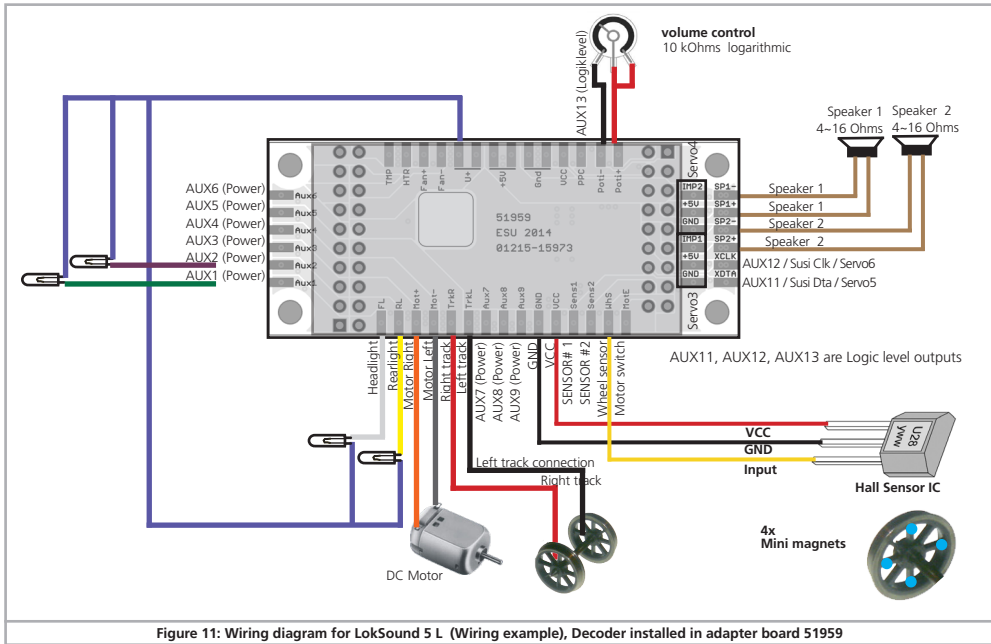 volume control
10 kOhms logarithmic
AUX13 (Logiklevel)
Speaker 1
4~16 Ohms
Speaker 2
4~16 Ohms
TMP
HTR
Fan+
Fan-
U+
+5V
Gnd
VCC
PPC
Poti-
Poti+
Servo4
IMP2
+5V
GND
IMP1
+5V
GND
Servo3
SP1-
SP1+
SP2-
SP2+
XCLK
XDTA
Speaker 1
Speaker 1
Speaker 2
Speaker 2
AUX12 / Susi Clk / Servo6
AUX11 / Susi Dta / Servo5
AUX6 (Power)
AUX5 (Power)
AUX4 (Power)
AUX3 (Power)
AUX2 (Power)
AUX1 (Power)
Aux6
Aux5
Aux4
Aux3
Aux2
Aux1
51959
ESU 2014
01215-15973
FL
RL
Mot+
Mot-
TrkR
TrkL
Aux7
Aux8
Aux9
GND
VCC
Sens1
Sens2
WhS
MotE
Headlight
Rearlight
Motor Right
Motor Left
Right track
Left track
AUX7 (Power)
AUX8 (Power)
AUX9 (Power)
GND
VCC
SENSOR# 1
SENSOR #2
Wheel sensor
Motor switch
AUX11, AUX12, AUX13 are Logic level outputs
VCC
GND
Input
U28
yww
Hall Sensor IC
Left track connection
Right track
4x
Mini magnets
DC Motor
Figure 11: Wiring diagram for LokSound 5 L (Wiring example), Decoder installed in adapter board 51959